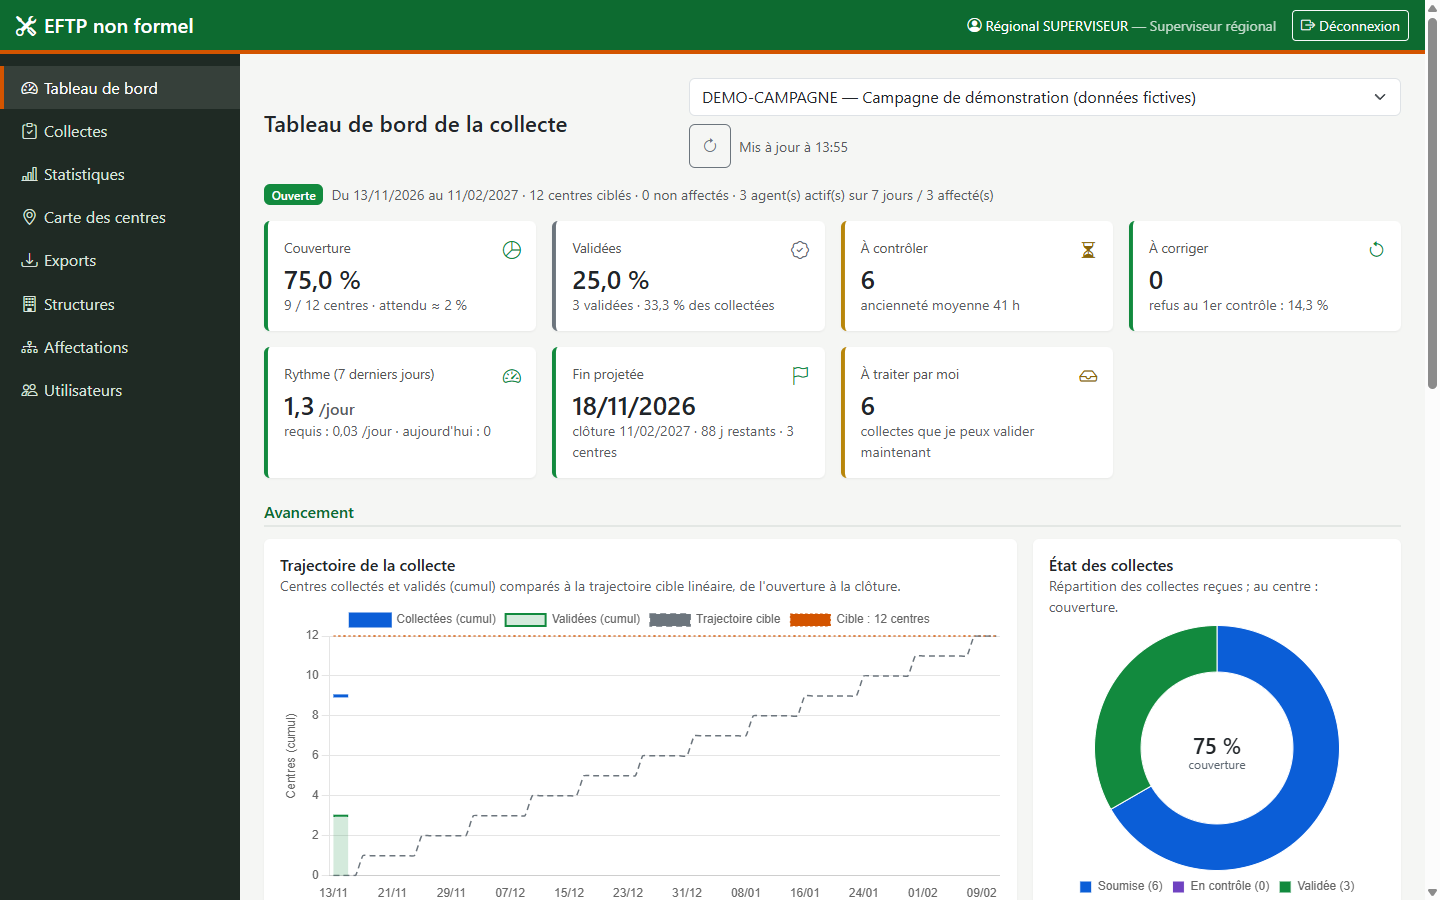 EFTP non formel
Régional SUPERVISEUR — Superviseur régional
Déconnexion
Tableau de bord
Collectes
Statistiques
Carte des centres
Exports
Structures
Affectations
Utilisateurs
Tableau de bord de la collecte
DEMO-CAMPAGNE — Campagne de démonstration (données fictives)
Mis à jour à 13:55
Ouverte Du 13/11/2026 au 11/02/2027 · 12 centres ciblés · 0 non affectés · 3 agent(s) actif(s) sur 7 jours / 3 affecté(s)
Couverture
75,0 %
9 / 12 centres · attendu ≈ 2 %
Validées
25,0 %
3 validées · 33,3 % des collectées
À contrôler
6
ancienneté moyenne 41 h
À corriger
0
refus au 1er contrôle : 14,3 %
Rythme (7 derniers jours)
1,3 /jour
requis : 0,03 /jour · aujourd'hui : 0
Fin projetée
18/11/2026
clôture 11/02/2027 · 88 j restants · 3
centres
À traiter par moi
6
collectes que je peux valider
maintenant
Avancement
Trajectoire de la collecte
Centres collectés et validés (cumul) comparés à la trajectoire cible linéaire, de l'ouverture à la clôture.
Collectées (cumul) Validées (cumul) Trajectoire cible Cible : 12 centres
Centres (cumul)
12
10
8
6
4
2
0
13/11 21/11 29/11 07/12 15/12 23/12 31/12 08/01 16/01 24/01 01/02 09/02
État des collectes
Répartition des collectes reçues ; au centre :
couverture.
75 %
couverture
Soumise (6) En contrôle (0) Validée (3)